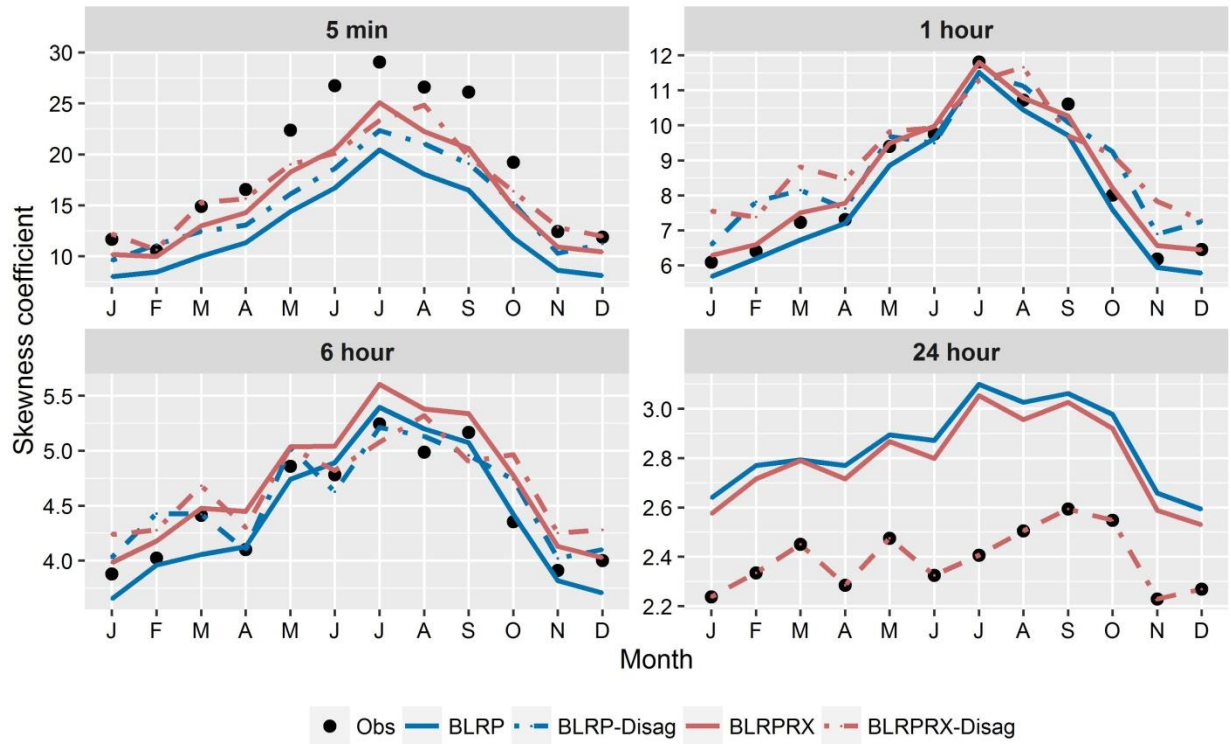 5 min
1 hour
30
25
20
15
10
12
11
10
9
8
7
6
J F M A M J J A S O N D
J F M A M J J A S O N D
6 hour
24 hour
5.5
5.0
4.5
4.0
3.0
2.8
2.6
2.4
2.2
J F M A M J J A S O N D
J F M A M J J A S O N D
Skewness coefficient
Month
Obs BLRP BLRP-Disag BLRPRX BLRPRX-Disag